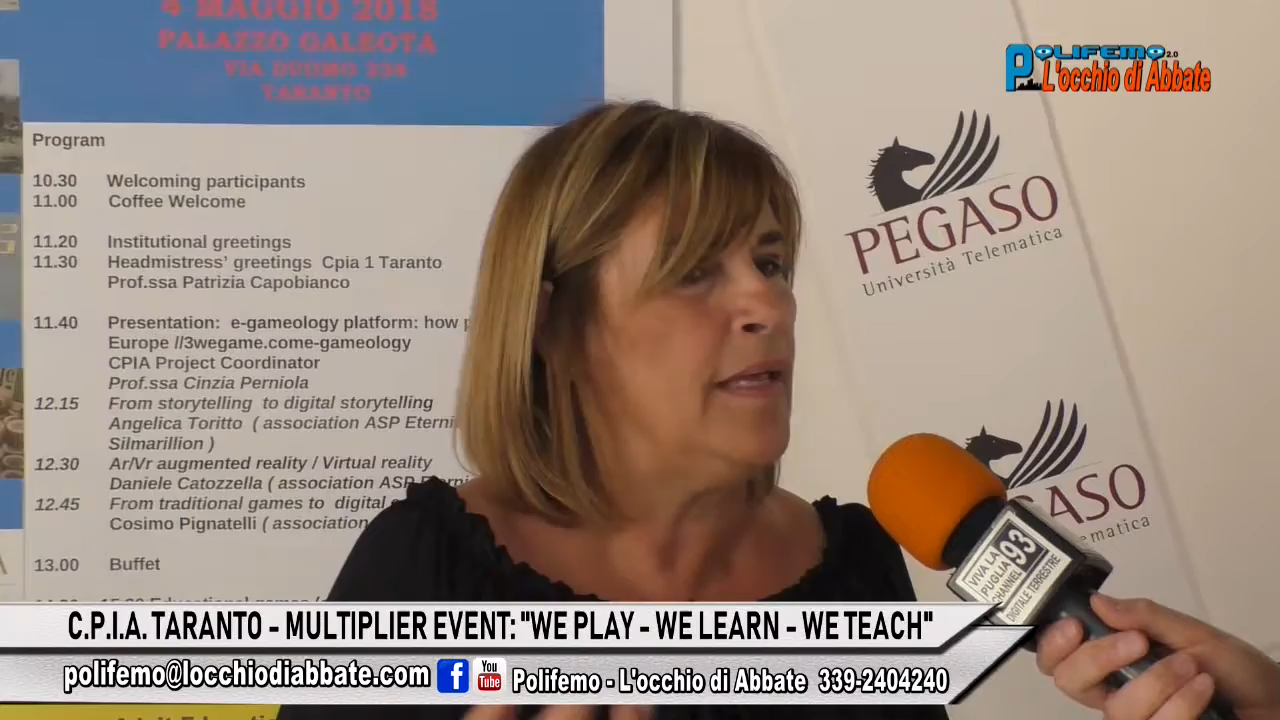 4 MAGGIO 2018
PALAZZO GALEOTA
VIA DUOMO 234
TARANTO
POLIFEMO 2.0
L'occhio di Abbate
Program
10.30 Welcoming participants
11.00 Coffee Welcome
11.20 Institutional greetings
11.30 Headmistress' greetings Cpia 1 Taranto
Prof.ssa Patrizia Capobianco
11.40 Presentation: e-gameology platform: how
Europe //3wegame.come-gameology
CPIA Project Coordinator
Prof.ssa Cinzia Perniola
12.15 From storytelling to digital storytelling
Angelica Toritto ( association ASP Eterni
Silmarillion )
12.30 Ar/Vr augmented reality / Virtual reality
Daniele Catozzella ( association ASP
12.45 From traditional games to digital
Cosimo Pignatelli ( association
13.00 Buffet
PEGASO
Università Telematica
GASO
ematica
VIVA LA
PUGLIA
CHANNEL
93
DIGITALE TERRESTRE
C.P.I.A. TARANTO - MULTIPLIER EVENT: "WE PLAY - WE LEARN - WE TEACH"
polifemo@locchiodiabbate.com f You Tube Polifemo - L'occhio di Abbate 339-2404240